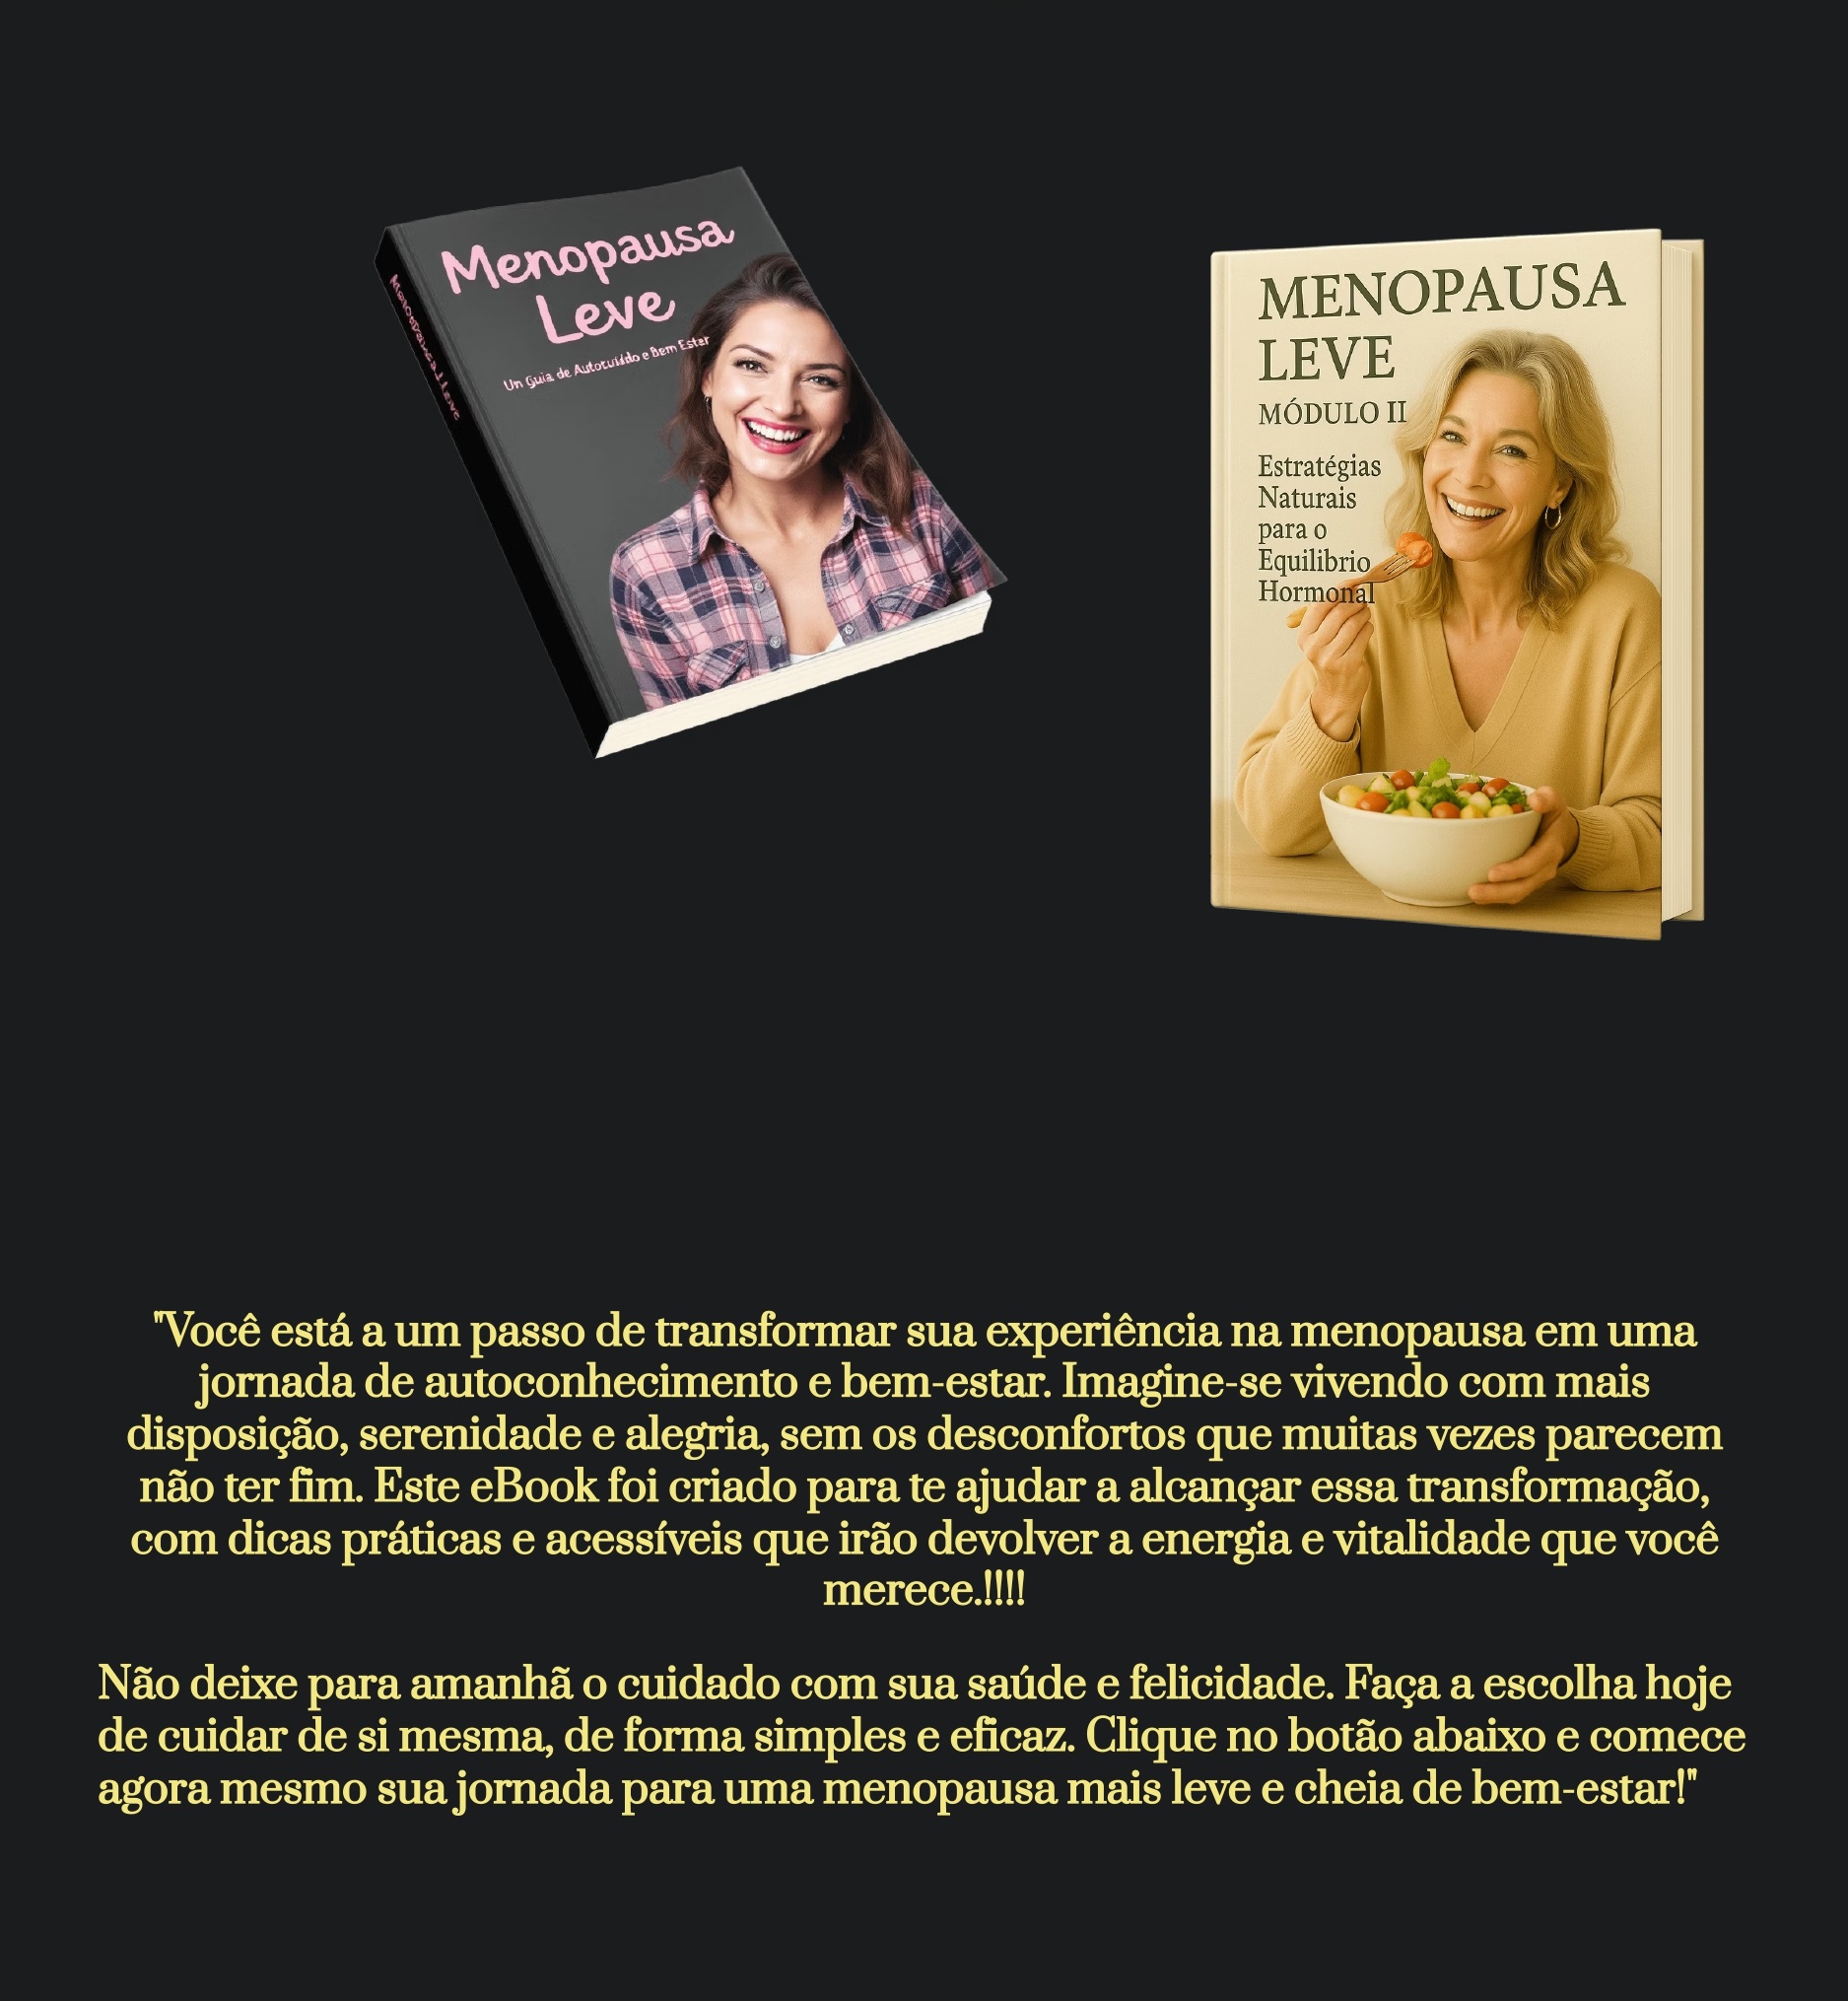 Menopausa
Leve
Un Guia de Autocuidado e Bem Ester
MENOPAUSA
LEVE
MÓDULO II
Estratégias
Naturais
para o
Equilibrio
Hormonal
"Você está a um passo de transformar sua experiência na menopausa em uma
jornada de autoconhecimento e bem-estar. Imagine-se vivendo com mais
disposição, serenidade e alegria, sem os desconfortos que muitas vezes parecem
não ter fim. Este eBook foi criado para te ajudar a alcançar essa transformação,
com dicas práticas e acessíveis que irão devolver a energia e vitalidade que você
merece.!!!!
Não deixe para amanhã o cuidado com sua saúde e felicidade. Faça a escolha hoje
de cuidar de si mesma, de forma simples e eficaz. Clique no botão abaixo e comece
agora mesmo sua jornada para uma menopausa mais leve e cheia de bem-estar!"